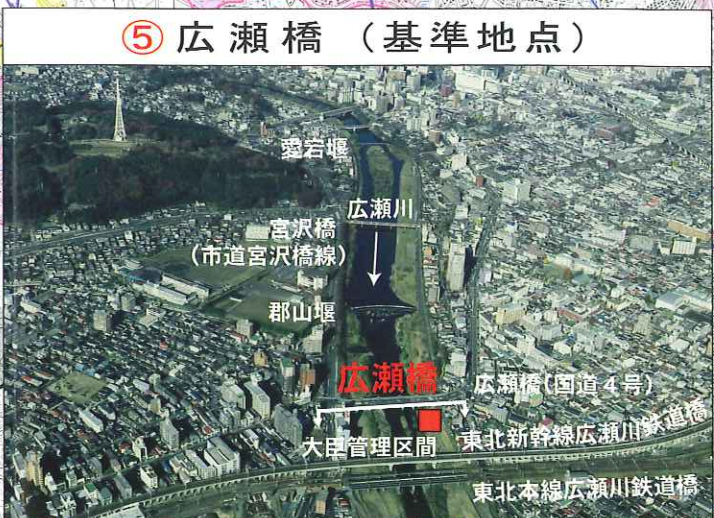 ⑤ 広瀬橋（基準地点）
愛宕堰
広瀬川
宮沢橋
（市道宮沢橋線）
郡山堰
広瀬橋
広瀬橋（国道４号）
大臣管理区間
東北新幹線広瀬川鉄道橋
東北本線広瀬川鉄道橋